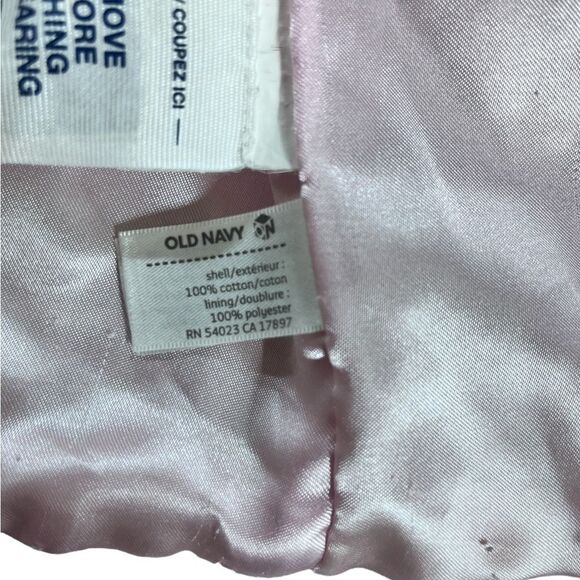 MOVE
ORE
HING
ARING
/ COUPEZ ICI —
OLD NAVY ON
shell/extérieur :
100% cotton/coton
lining/doublure :
100% polyester
RN 54023 CA 17897